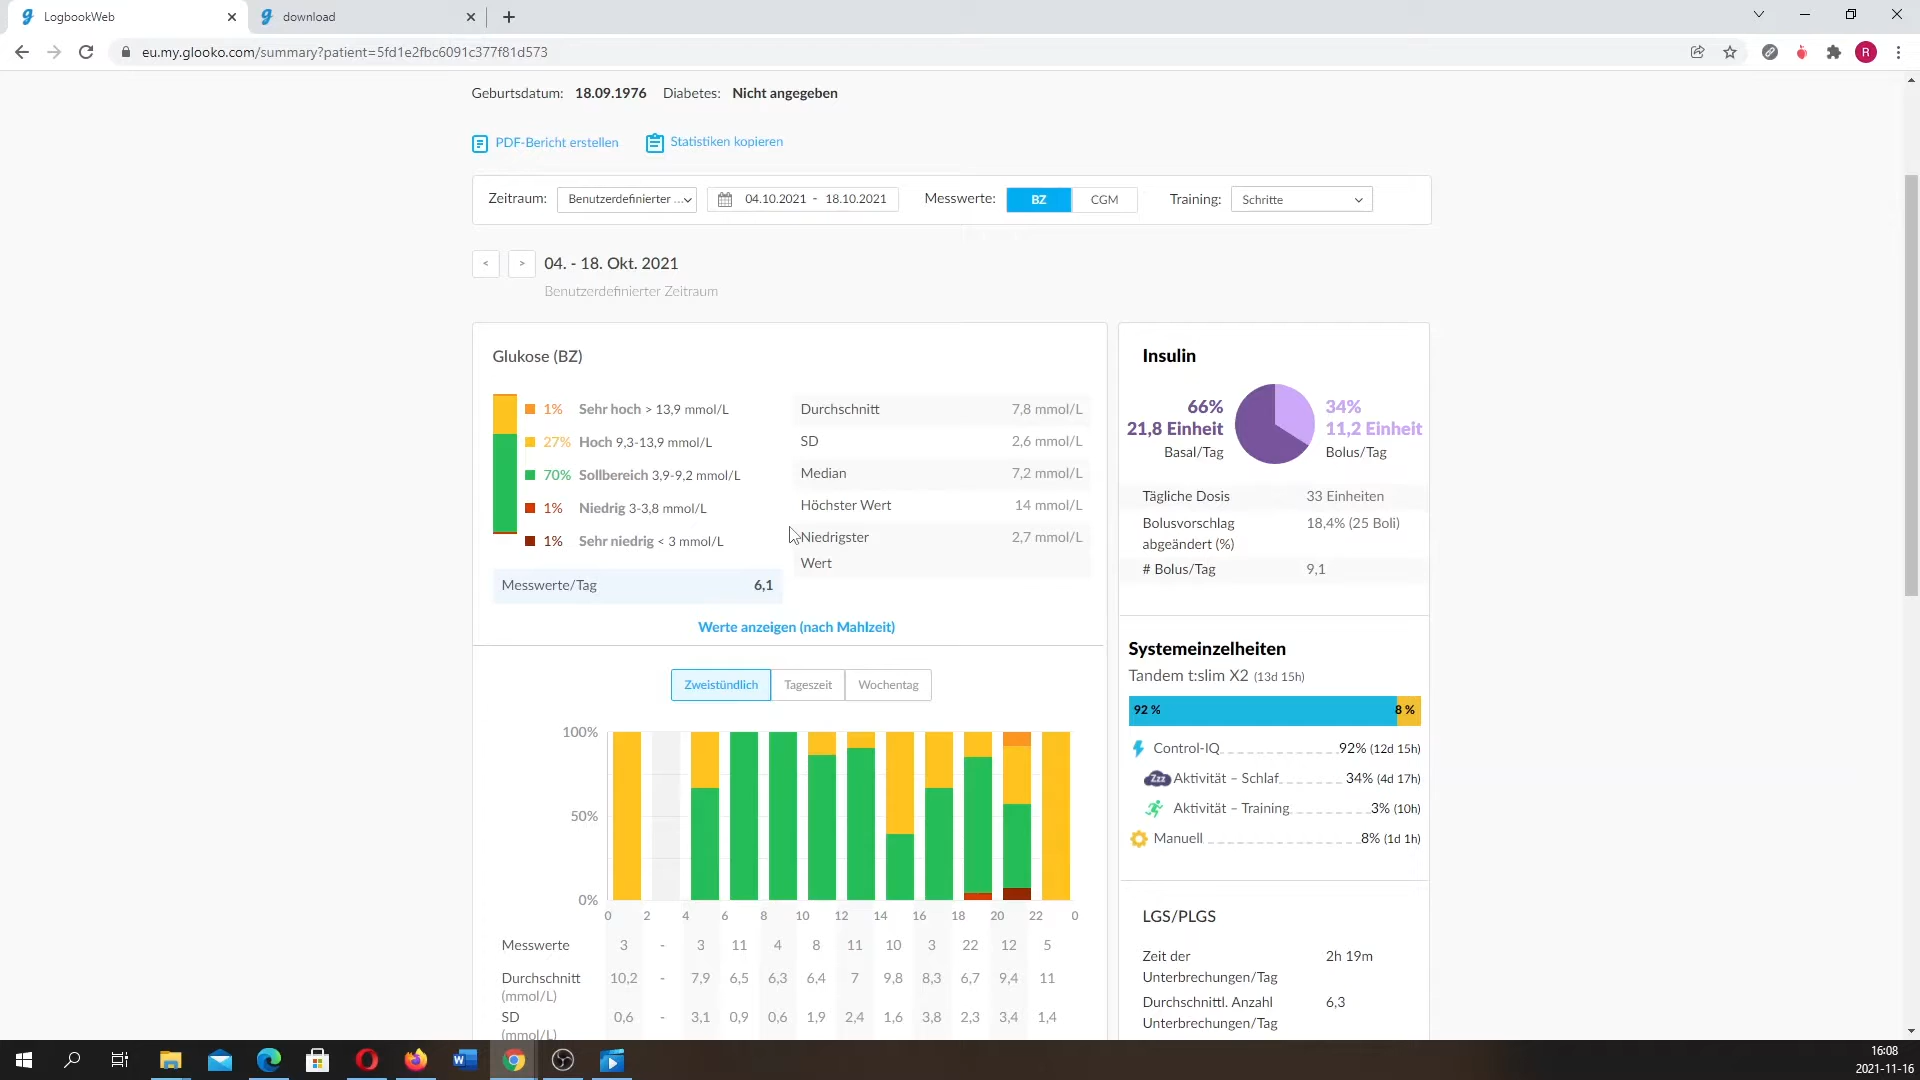 LogbookWeb
download
eu.my.glooko.com/summary?patient=5fd1e2fbc6091c377f81d573
R
Geburtsdatum: 18.09.1976 Diabetes: Nicht angegeben
PDF-Bericht erstellen Statistiken kopieren
Zeitraum: Benutzerdefinierter ... 04.10.2021 - 18.10.2021 Messwerte: BZ CGM Training: Schritte
< > 04. - 18. Okt. 2021
Benutzerdefinierter Zeitraum
Glukose (BZ)
1% Sehr hoch > 13,9 mmol/L
27% Hoch 9,3-13,9 mmol/L
70% Sollbereich 3,9-9,2 mmol/L
1% Niedrig 3-3,8 mmol/L
1% Sehr niedrig < 3 mmol/L
Messwerte/Tag 6,1
Durchschnitt 7,8 mmol/L
SD 2,6 mmol/L
Median 7,2 mmol/L
Höchster Wert 14 mmol/L
Niedrigster 2,7 mmol/L
Wert
Werte anzeigen (nach Mahlzeit)
Zweistündlich Tageszeit Wochentag
100%
50%
0%
0 2 4 6 8 10 12 14 16 18 20 22 0
Messwerte 3 - 3 11 4 8 11 10 3 22 12 5
Durchschnitt 10,2 - 7,9 6,5 6,3 6,4 7 9,8 8,3 6,7 9,4 11
(mmol/L)
SD 0,6 - 3,1 0,9 0,6 1,9 2,4 1,6 3,8 2,3 3,4 1,4
(mmol/L)
Insulin
66% 34%
21,8 Einheit 11,2 Einheit
Basal/Tag Bolus/Tag
Tägliche Dosis 33 Einheiten
Bolusvorschlag 18,4% (25 Boli)
abgeändert (%)
# Bolus/Tag 9,1
Systemeinzelheiten
Tandem t:slim X2 (13d 15h)
92 % 8 %
Control-IQ 92% (12d 15h)
Zzz Aktivität – Schlaf 34% (4d 17h)
Aktivität – Training 3% (10h)
Manuell 8% (1d 1h)
LGS/PLGS
Zeit der 2h 19m
Unterbrechungen/Tag
Durchschnittl. Anzahl 6,3
Unterbrechungen/Tag
16:08
2021-11-16